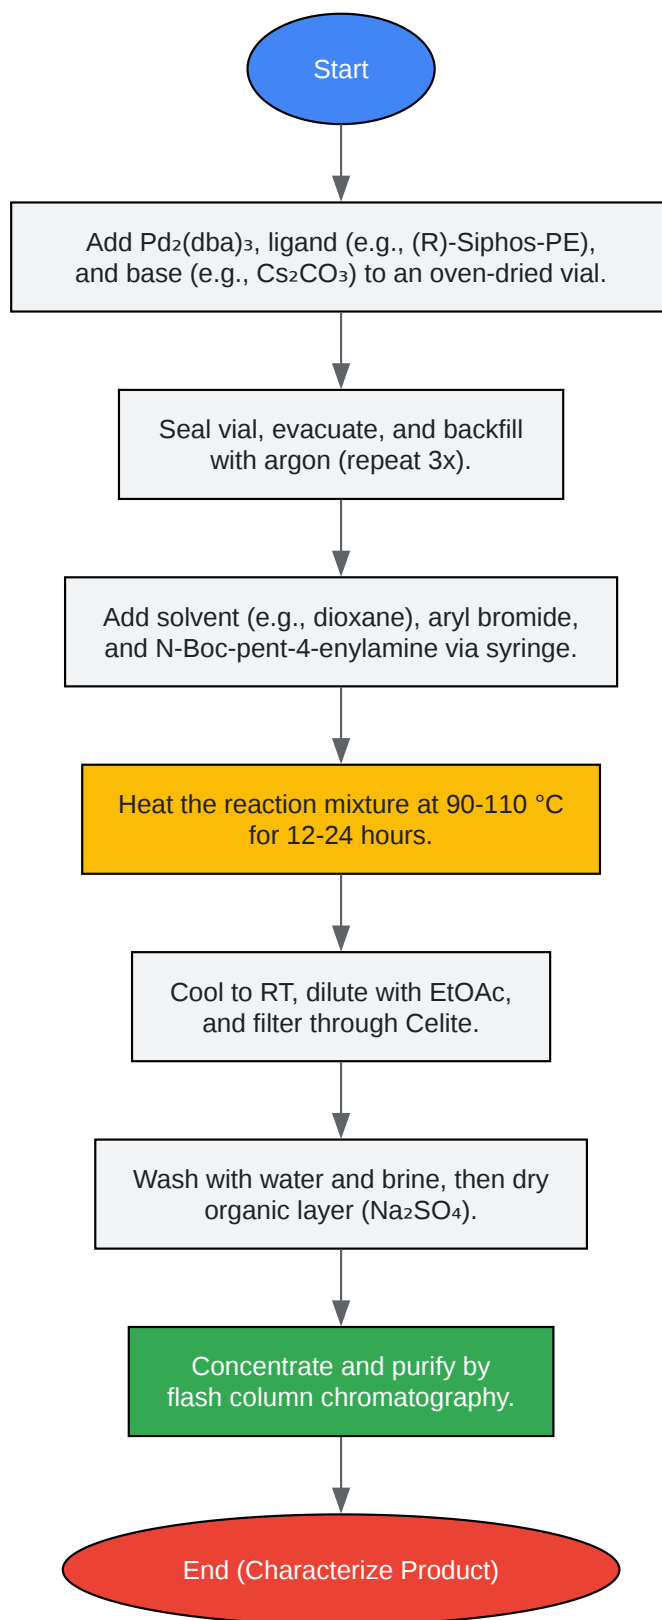 Start
Add Pd₂(dba)₃, ligand (e.g., (R)-Siphos-PE),
and base (e.g., Cs₂CO₃) to an oven-dried vial.
Seal vial, evacuate, and backfill
with argon (repeat 3x).
Add solvent (e.g., dioxane), aryl bromide,
and N-Boc-pent-4-enylamine via syringe.
Heat the reaction mixture at 90-110 °C
for 12-24 hours.
Cool to RT, dilute with EtOAc,
and filter through Celite.
Wash with water and brine, then dry
organic layer (Na₂SO₄).
Concentrate and purify by
flash column chromatography.
End (Characterize Product)